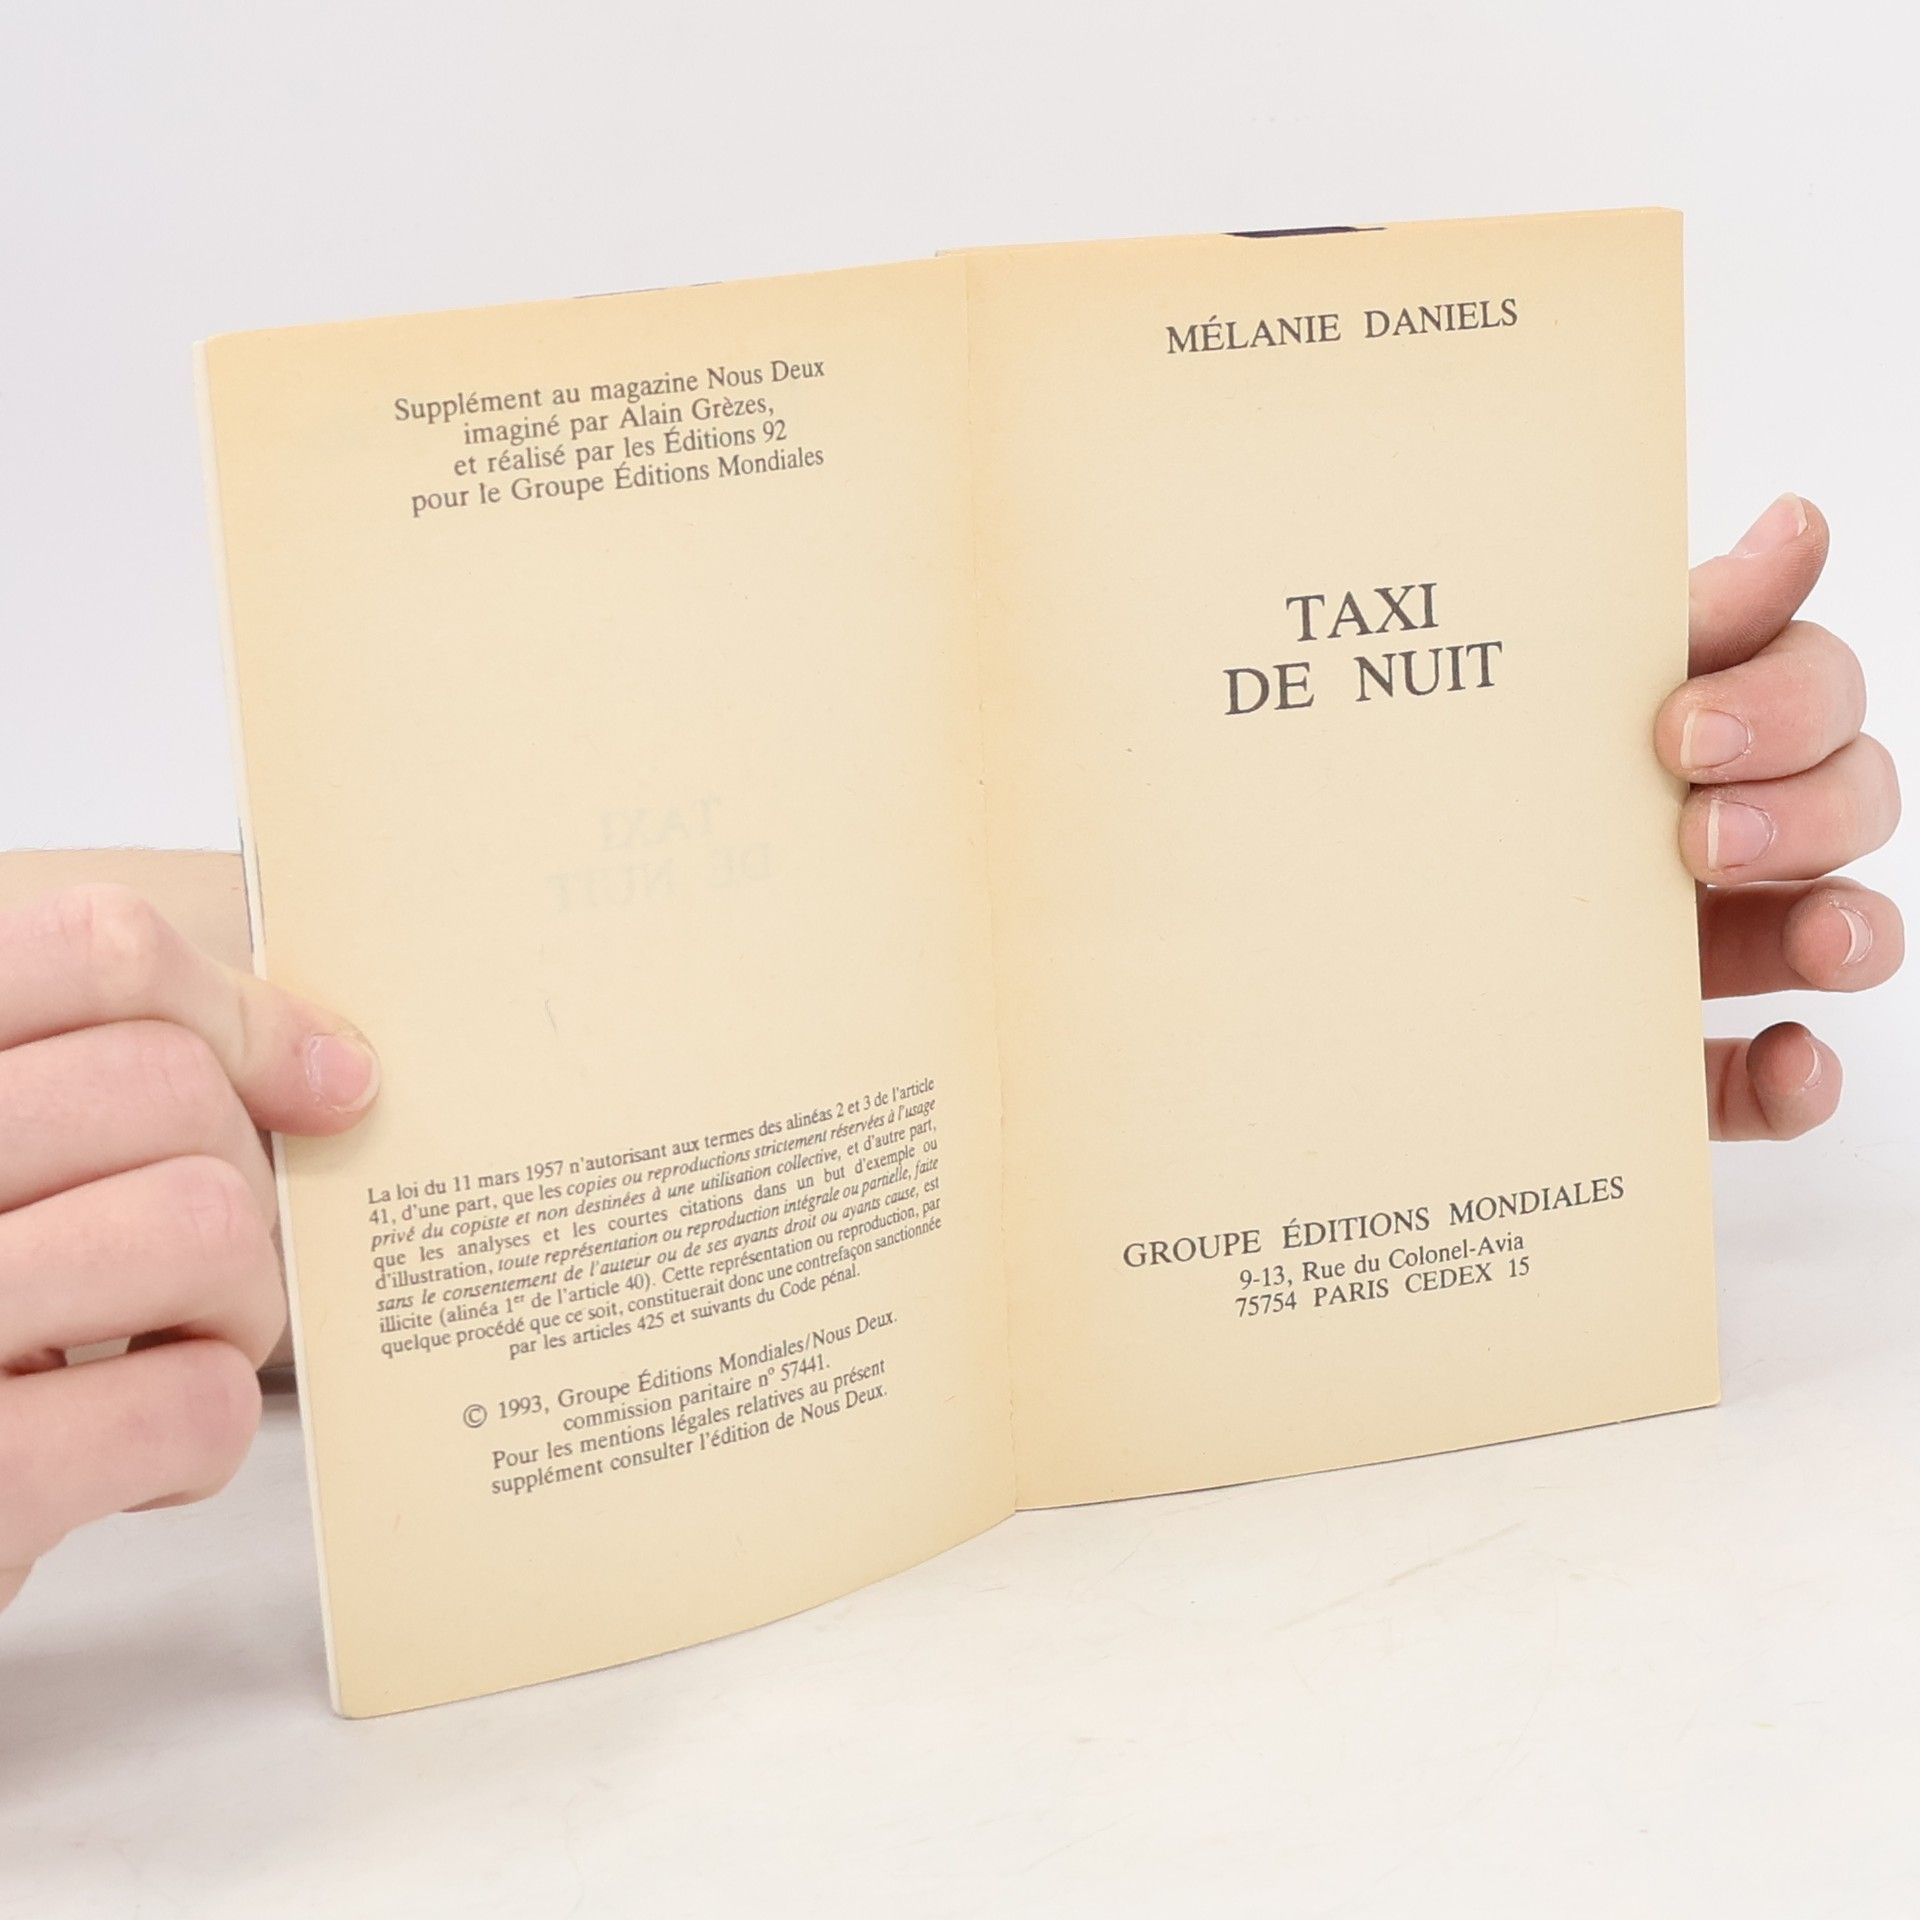 Supplément au magazine Nous Deux
imaginé par Alain Grèzes,
et réalisé par les Éditions 92
pour le Groupe Éditions Mondiales
La loi du 11 mars 1957 n'autorisant aux termes des alinéas 2 et 3 de l'article
41, d'une part, que les copies ou reproductions strictement réservées à l'usage
privé du copiste et non destinées à une utilisation collective, et d'autre part,
que les analyses et les courtes citations dans un but d'exemple ou
d'illustration, toute représentation ou reproduction intégrale ou partielle, faite
sans le consentement de l'auteur ou de ses ayants droit ou ayants cause, est
illicite (alinéa 1er de l'article 40). Cette représentation ou reproduction, par
quelque procédé que ce soit, constituerait donc une contrefaçon sanctionnée
par les articles 425 et suivants du Code pénal.
© 1993, Groupe Éditions Mondiales/Nous Deux.
commission paritaire n° 57441.
Pour les mentions légales relatives au présent
supplément consulter l'édition de Nous Deux.
MÉLANIE DANIELS
TAXI
DE NUIT
GROUPE ÉDITIONS MONDIALES
9-13, Rue du Colonel-Avia
75754 PARIS CEDEX 15